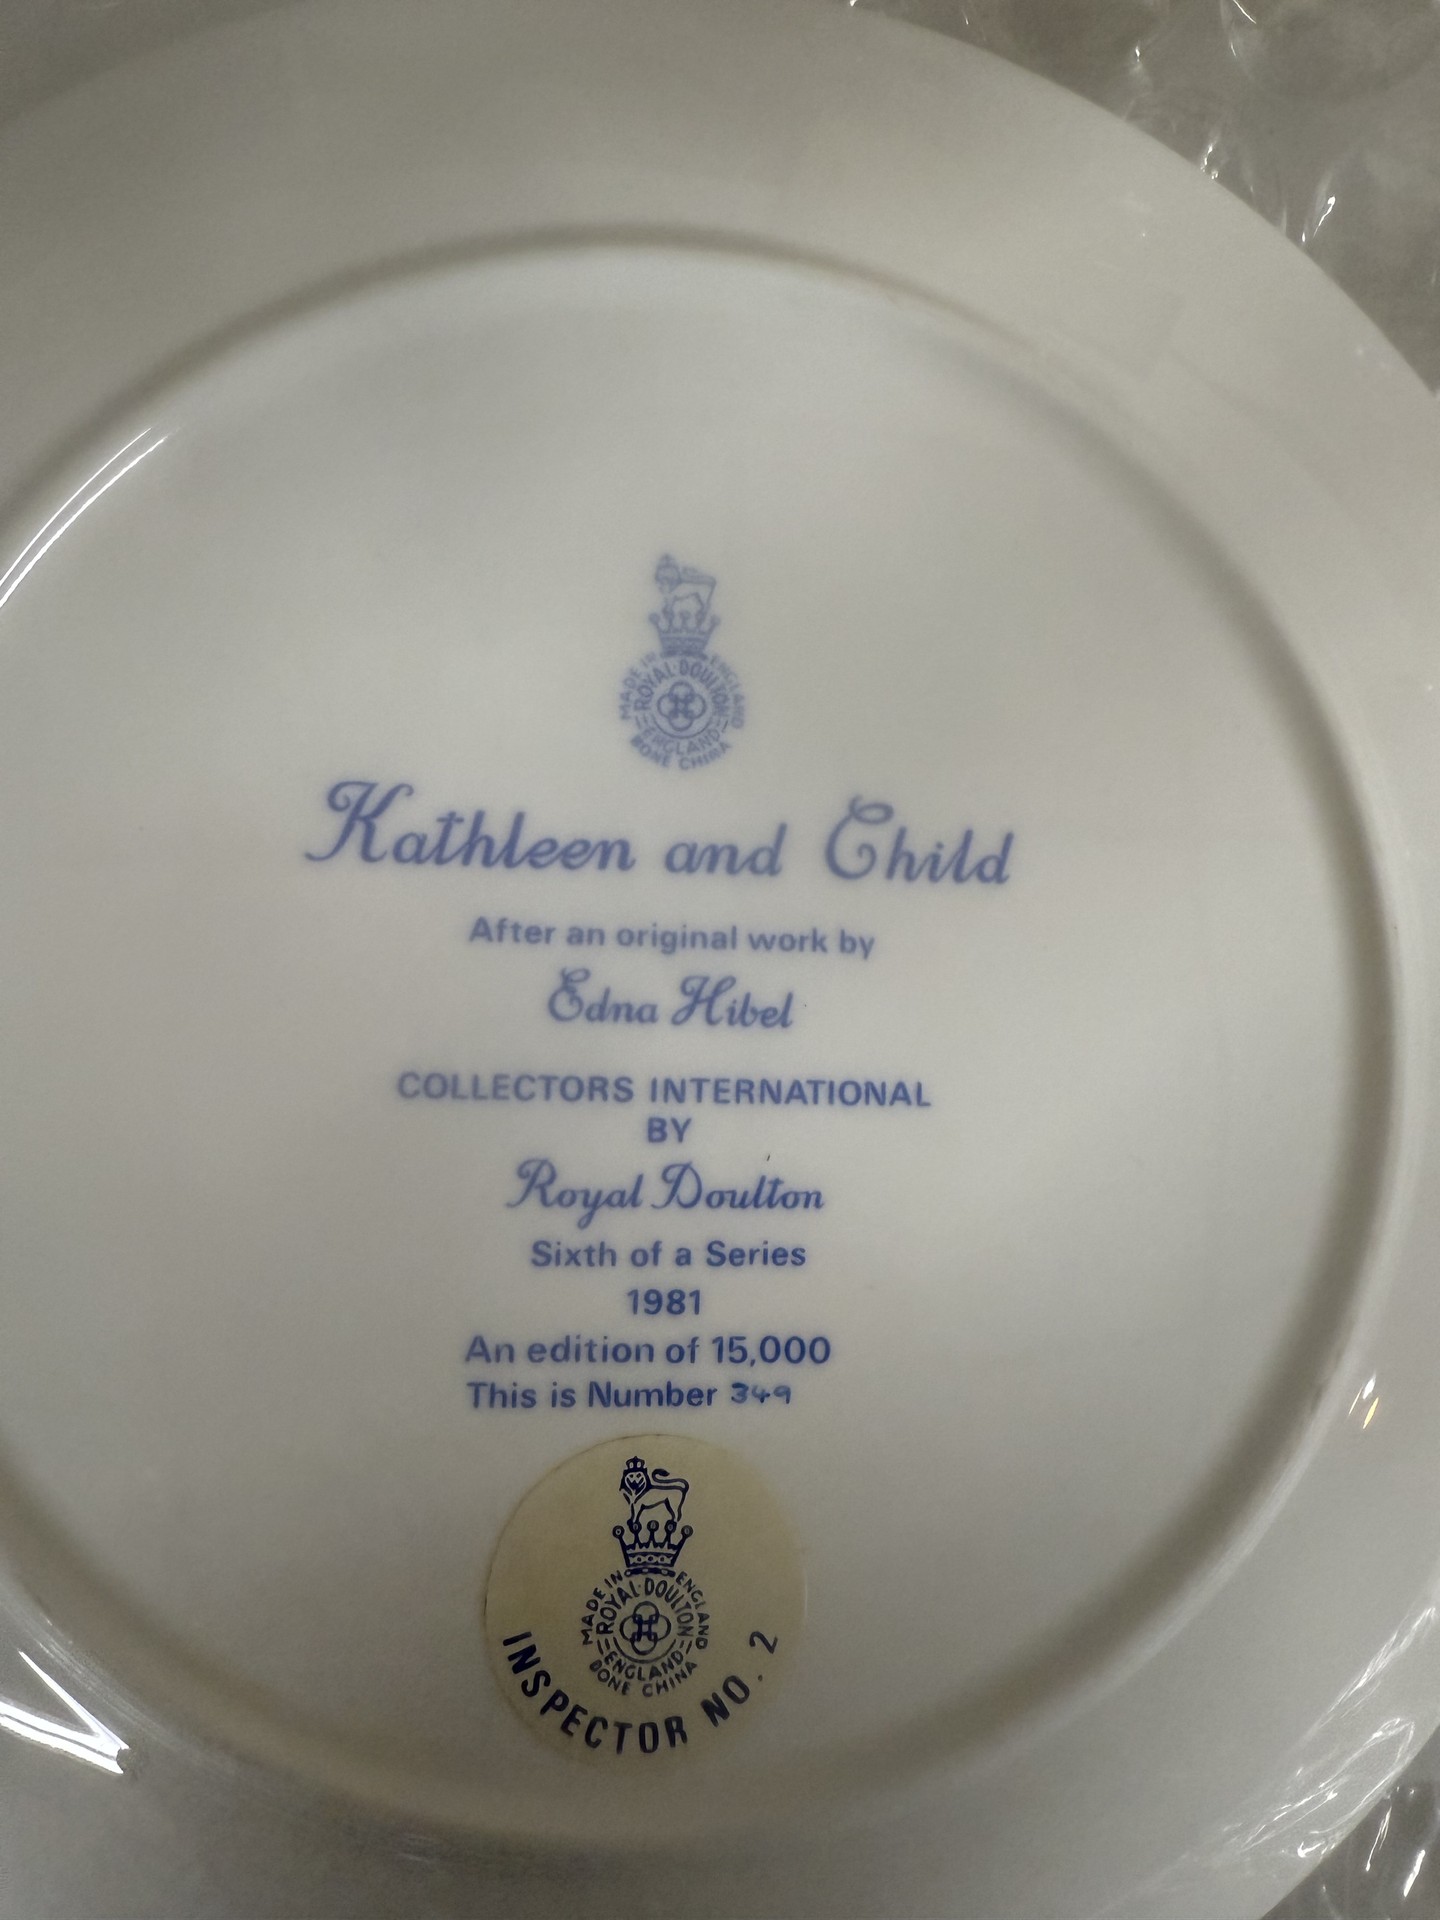 MADE IN ENGLAND
ROYAL·DOULTON
ENGLAND
BONE CHINA
Kathleen and Child
After an original work by
Edna Hibel
COLLECTORS INTERNATIONAL
BY
Royal Doulton
Sixth of a Series
1981
An edition of 15,000
This is Number 349
MADE IN ENGLAND
ROYAL·DOULTON
ENGLAND
BONE CHINA
INSPECTOR NO. 2